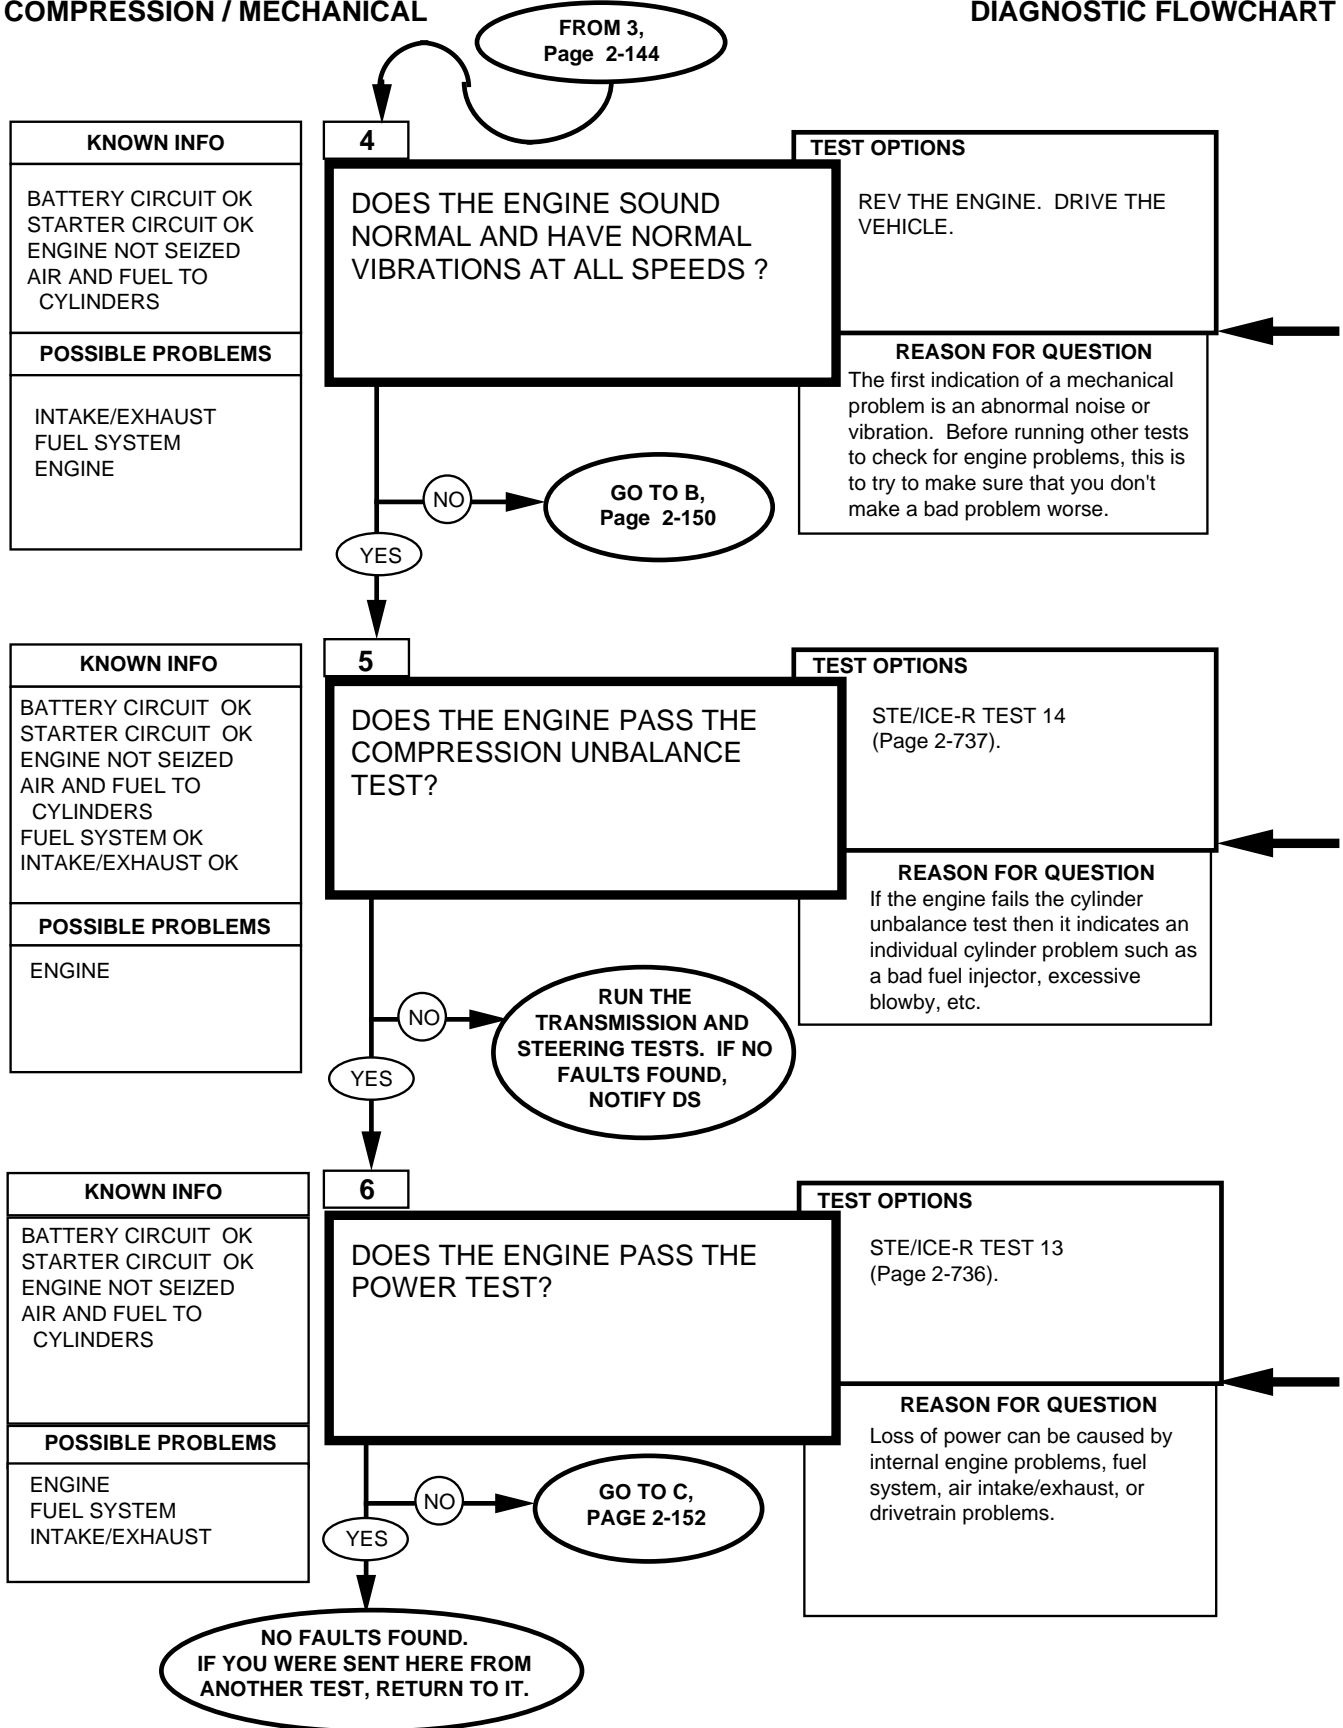 COMPRESSION / MECHANICAL
DIAGNOSTIC FLOWCHART
FROM 3,
Page 2-144
KNOWN INFO
BATTERY CIRCUIT OK
STARTER CIRCUIT OK
ENGINE NOT SEIZED
AIR AND FUEL TO
CYLINDERS
POSSIBLE PROBLEMS
INTAKE/EXHAUST
FUEL SYSTEM
ENGINE
4
DOES THE ENGINE SOUND
NORMAL AND HAVE NORMAL
VIBRATIONS AT ALL SPEEDS ?
TEST OPTIONS
REV THE ENGINE. DRIVE THE
VEHICLE.
REASON FOR QUESTION
The first indication of a mechanical
problem is an abnormal noise or
vibration. Before running other tests
to check for engine problems, this is
to try to make sure that you don't
make a bad problem worse.
NO
GO TO B,
Page 2-150
YES
KNOWN INFO
BATTERY CIRCUIT OK
STARTER CIRCUIT OK
ENGINE NOT SEIZED
AIR AND FUEL TO
CYLINDERS
FUEL SYSTEM OK
INTAKE/EXHAUST OK
POSSIBLE PROBLEMS
ENGINE
5
DOES THE ENGINE PASS THE
COMPRESSION UNBALANCE
TEST?
TEST OPTIONS
STE/ICE-R TEST 14
(Page 2-737).
REASON FOR QUESTION
If the engine fails the cylinder
unbalance test then it indicates an
individual cylinder problem such as
a bad fuel injector, excessive
blowby, etc.
NO
RUN THE
TRANSMISSION AND
STEERING TESTS. IF NO
FAULTS FOUND,
NOTIFY DS
YES
KNOWN INFO
BATTERY CIRCUIT OK
STARTER CIRCUIT OK
ENGINE NOT SEIZED
AIR AND FUEL TO
CYLINDERS
POSSIBLE PROBLEMS
ENGINE
FUEL SYSTEM
INTAKE/EXHAUST
6
DOES THE ENGINE PASS THE
POWER TEST?
TEST OPTIONS
STE/ICE-R TEST 13
(Page 2-736).
REASON FOR QUESTION
Loss of power can be caused by
internal engine problems, fuel
system, air intake/exhaust, or
drivetrain problems.
NO
GO TO C,
PAGE 2-152
YES
NO FAULTS FOUND.
IF YOU WERE SENT HERE FROM
ANOTHER TEST, RETURN TO IT.